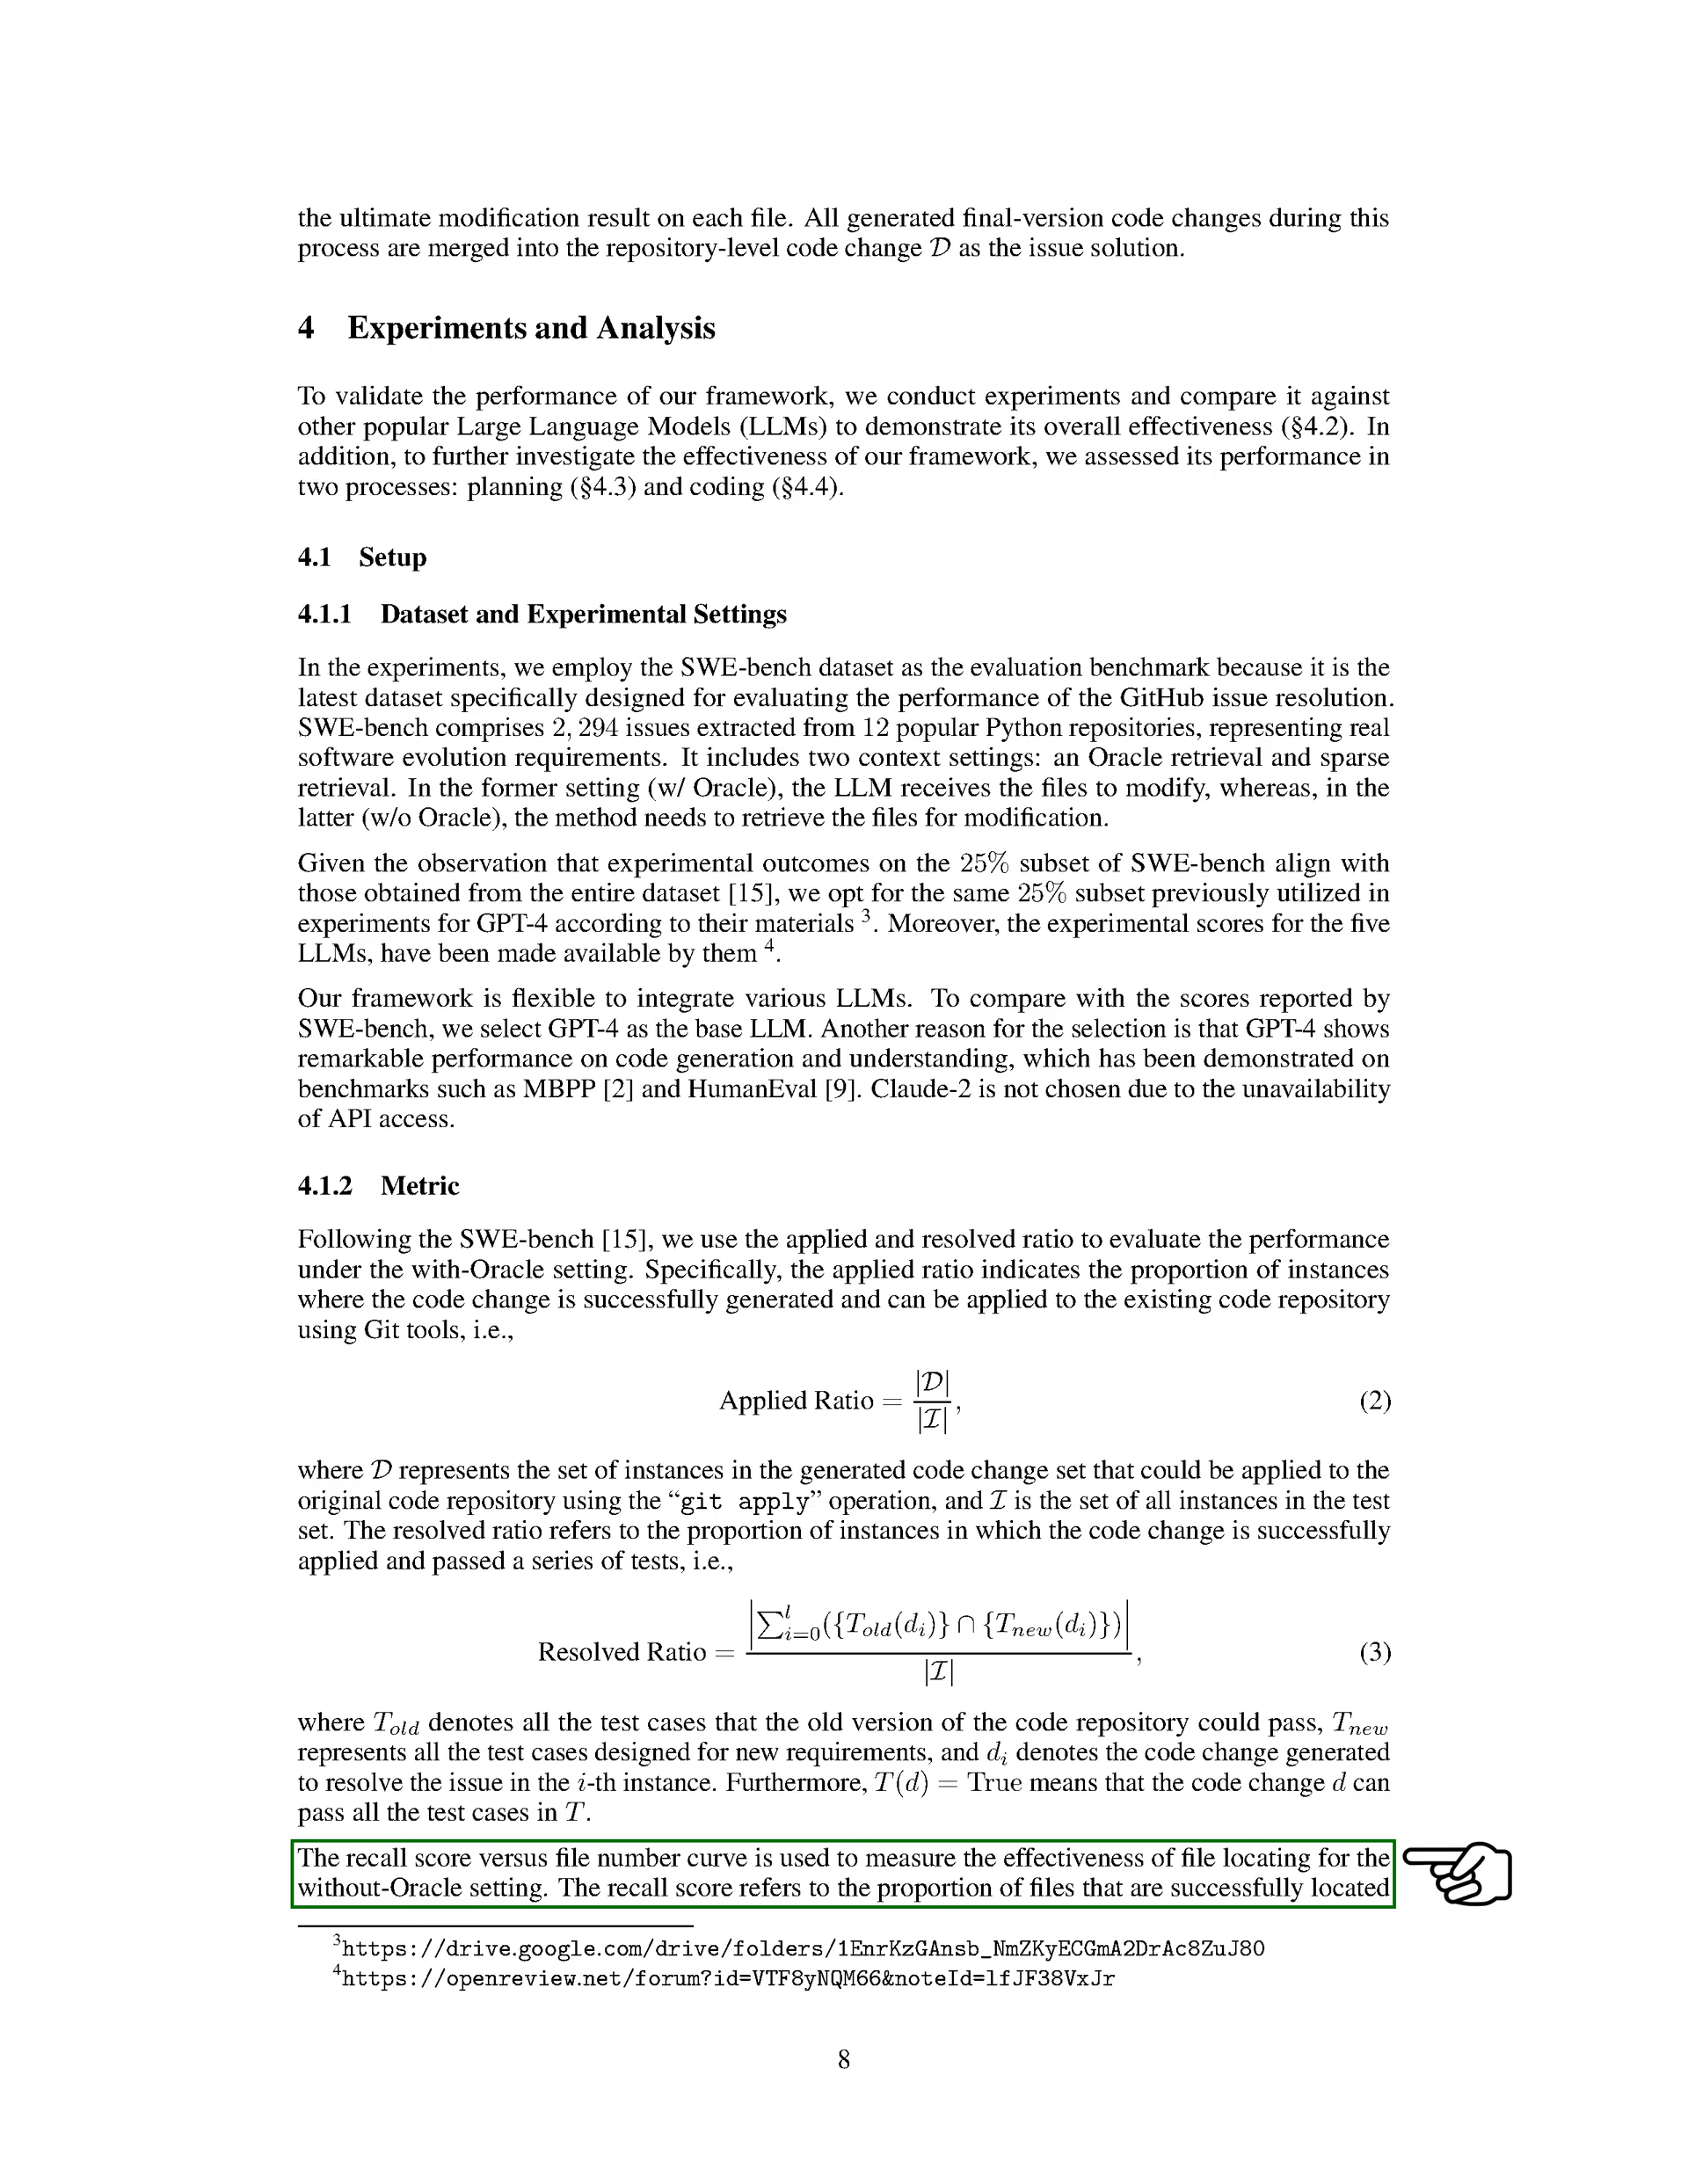 the ultimate modification result on each file. All generated final-version code changes during this
process are merged into the repository-level code change 𝒟 as the issue solution.
4 Experiments and Analysis
To validate the performance of our framework, we conduct experiments and compare it against
other popular Large Language Models (LLMs) to demonstrate its overall effectiveness (§4.2). In
addition, to further investigate the effectiveness of our framework, we assessed its performance in
two processes: planning (§4.3) and coding (§4.4).
4.1 Setup
4.1.1 Dataset and Experimental Settings
In the experiments, we employ the SWE-bench dataset as the evaluation benchmark because it is the
latest dataset specifically designed for evaluating the performance of the GitHub issue resolution.
SWE-bench comprises 2, 294 issues extracted from 12 popular Python repositories, representing real
software evolution requirements. It includes two context settings: an Oracle retrieval and sparse
retrieval. In the former setting (w/ Oracle), the LLM receives the files to modify, whereas, in the
latter (w/o Oracle), the method needs to retrieve the files for modification.
Given the observation that experimental outcomes on the 25% subset of SWE-bench align with
those obtained from the entire dataset [15], we opt for the same 25% subset previously utilized in
experiments for GPT-4 according to their materials ³. Moreover, the experimental scores for the five
LLMs, have been made available by them ⁴.
Our framework is flexible to integrate various LLMs. To compare with the scores reported by
SWE-bench, we select GPT-4 as the base LLM. Another reason for the selection is that GPT-4 shows
remarkable performance on code generation and understanding, which has been demonstrated on
benchmarks such as MBPP [2] and HumanEval [9]. Claude-2 is not chosen due to the unavailability
of API access.
4.1.2 Metric
Following the SWE-bench [15], we use the applied and resolved ratio to evaluate the performance
under the with-Oracle setting. Specifically, the applied ratio indicates the proportion of instances
where the code change is successfully generated and can be applied to the existing code repository
using Git tools, i.e.,
Applied Ratio = |𝒟| / |ℐ|, (2)
where 𝒟 represents the set of instances in the generated code change set that could be applied to the
original code repository using the “git apply” operation, and ℐ is the set of all instances in the test
set. The resolved ratio refers to the proportion of instances in which the code change is successfully
applied and passed a series of tests, i.e.,
Resolved Ratio = |∑_{i=0}^{l}({T_old(d_i)} ∩ {T_new(d_i)})| / |ℐ|, (3)
where T_old denotes all the test cases that the old version of the code repository could pass, T_new
represents all the test cases designed for new requirements, and d_i denotes the code change generated
to resolve the issue in the i-th instance. Furthermore, T(d) = True means that the code change d can
pass all the test cases in T.
The recall score versus file number curve is used to measure the effectiveness of file locating for the
without-Oracle setting. The recall score refers to the proportion of files that are successfully located
³https://drive.google.com/drive/folders/1EnrKzGAnsb_NmZKyECGmA2DrAc8ZuJ80
⁴https://openreview.net/forum?id=VTF8yNQM66&noteId=lfJF38VxJr
8